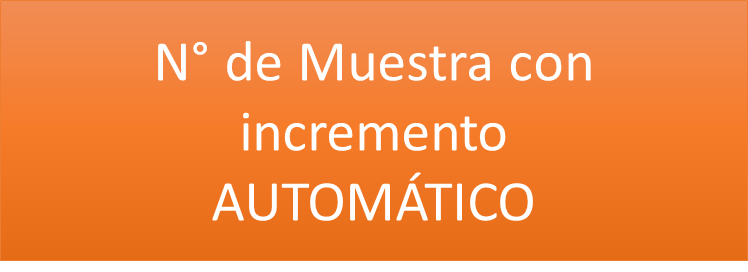 N° de Muestra con
incremento
AUTOMÁTICO